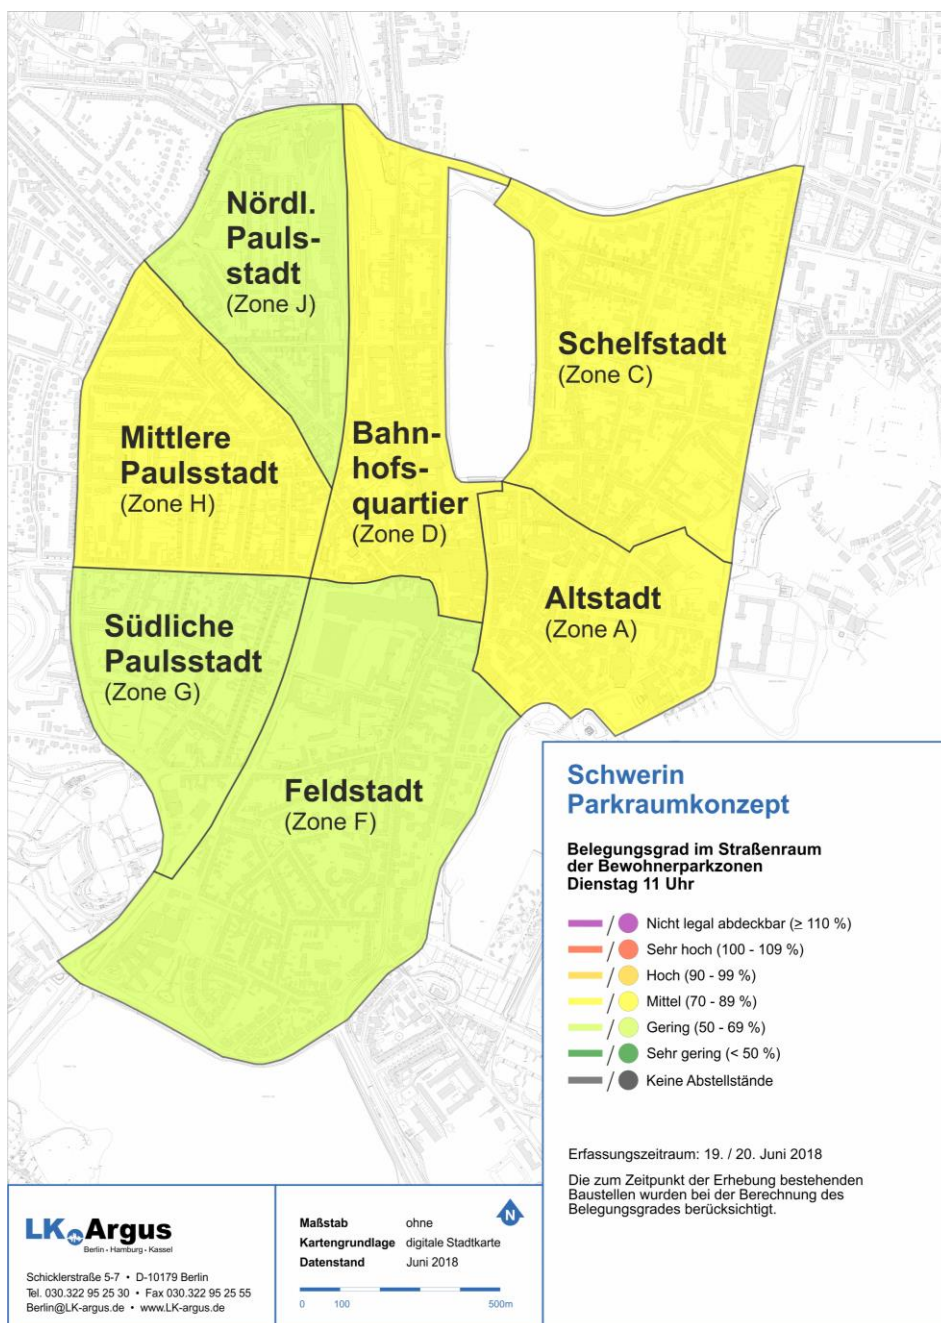 Nördl.
Pauls-
stadt
(Zone J)
Schelfstadt
(Zone C)
Mittlere
Paulsstadt
(Zone H)
Bahn-
hofs-
quartier
(Zone D)
Altstadt
(Zone A)
Südliche
Paulsstadt
(Zone G)
Feldstadt
(Zone F)
Schwerin
Parkraumkonzept
Belegungsgrad im Straßenraum
der Bewohnerparkzonen
Dienstag 11 Uhr
/ Nicht legal abdeckbar (≥ 110 %)
/ Sehr hoch (100 - 109 %)
/ Hoch (90 - 99 %)
/ Mittel (70 - 89 %)
/ Gering (50 - 69 %)
/ Sehr gering (< 50 %)
/ Keine Abstellstände
Erfassungszeitraum: 19. / 20. Juni 2018
Die zum Zeitpunkt der Erhebung bestehenden
Baustellen wurden bei der Berechnung des
Belegungsgrades berücksichtigt.
LK Argus
Berlin • Hamburg • Kassel
Schicklerstraße 5-7 • D-10179 Berlin
Tel. 030.322 95 25 30 • Fax 030.322 95 25 55
Berlin@LK-argus.de • www.LK-argus.de
N
Maßstab ohne
Kartengrundlage digitale Stadtkarte
Datenstand Juni 2018
0 100 500m